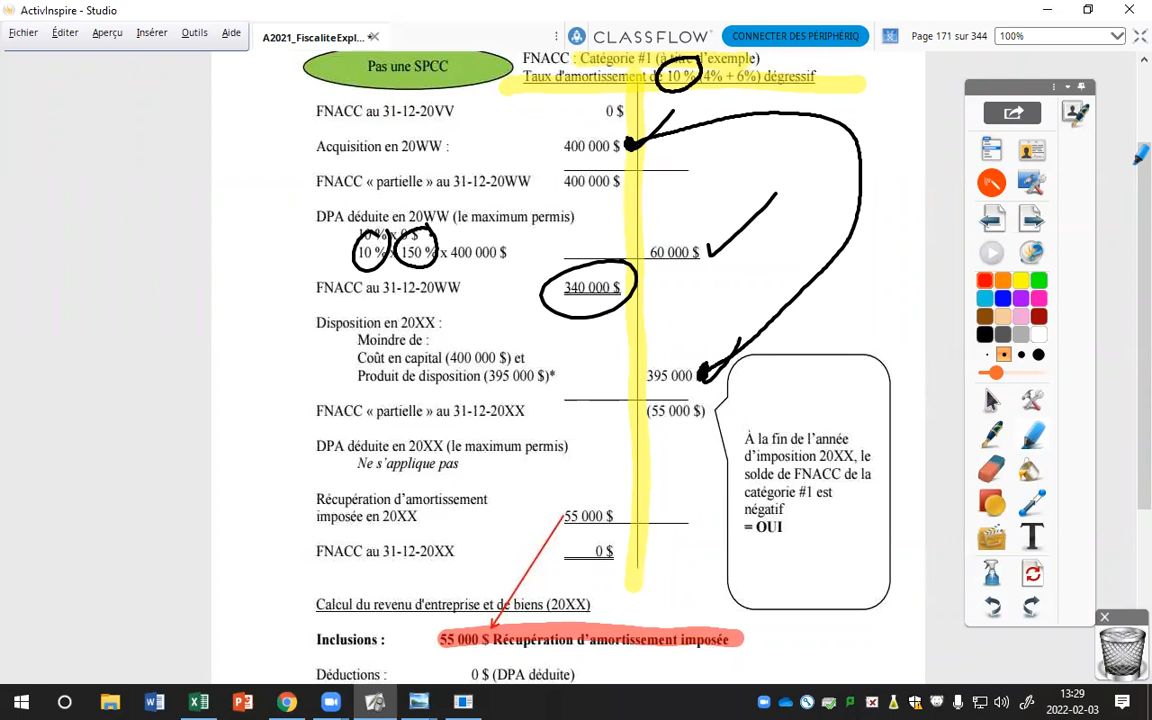 ActivInspire - Studio
Fichier Éditer Aperçu Insérer Outils Aide
A2021_FiscaliteExpl...
CLASSFLOW
CONNECTER DES PÉRIPHÉRIQ
Page 171 sur 344
100%
Pas une SPCC
FNACC : Catégorie #1 (à titre d'exemple)
Taux d'amortissement de 10 % (4% + 6%) dégressif
FNACC au 31-12-20VV 0 $
Acquisition en 20WW : 400 000 $
FNACC « partielle » au 31-12-20WW 400 000 $
DPA déduite en 20WW (le maximum permis)
10 % x 0 $
10 % x 150 % x 400 000 $ 60 000 $
FNACC au 31-12-20WW 340 000 $
Disposition en 20XX :
Moindre de :
Coût en capital (400 000 $) et
Produit de disposition (395 000 $)* 395 000
FNACC « partielle » au 31-12-20XX (55 000 $)
DPA déduite en 20XX (le maximum permis)
Ne s'applique pas
Récupération d'amortissement
imposée en 20XX 55 000 $
FNACC au 31-12-20XX 0 $
À la fin de l'année
d'imposition 20XX, le
solde de FNACC de la
catégorie #1 est
négatif
= OUI
Calcul du revenu d'entreprise et de biens (20XX)
Inclusions : 55 000 $ Récupération d'amortissement imposée
Déductions : 0 $ (DPA déduite)
13:29
2022-02-03